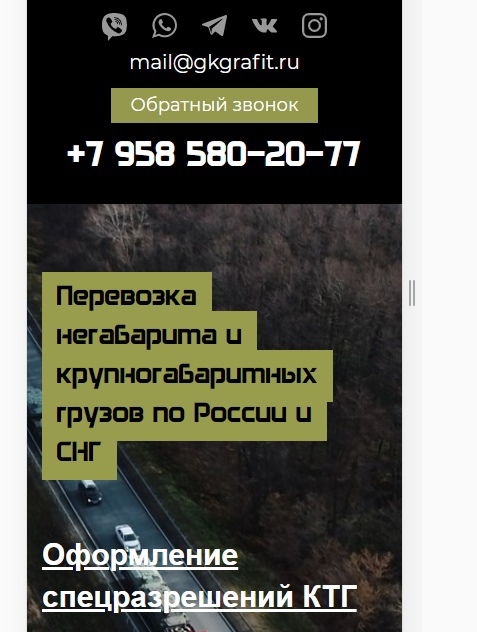 mail@gkgrafit.ru
Обратный звонок
+7 958 580-20-77
Перевозка
негабарита и
крупногабаритных
грузов по России и
СНГ
Оформление
спецразрешений КТГ